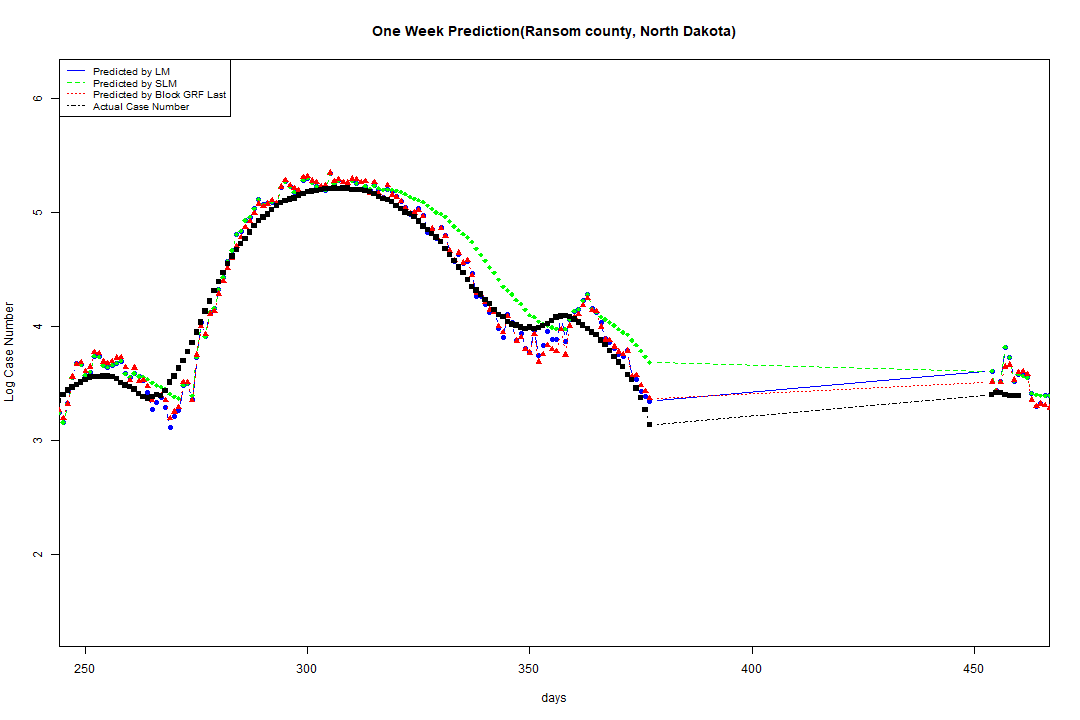 One Week Prediction(Ransom county, North Dakota)
Predicted by LM
Predicted by SLM
Predicted by Block GRF Last
Actual Case Number
6
5
4
3
2
Log Case Number
250 300 350 400 450
days